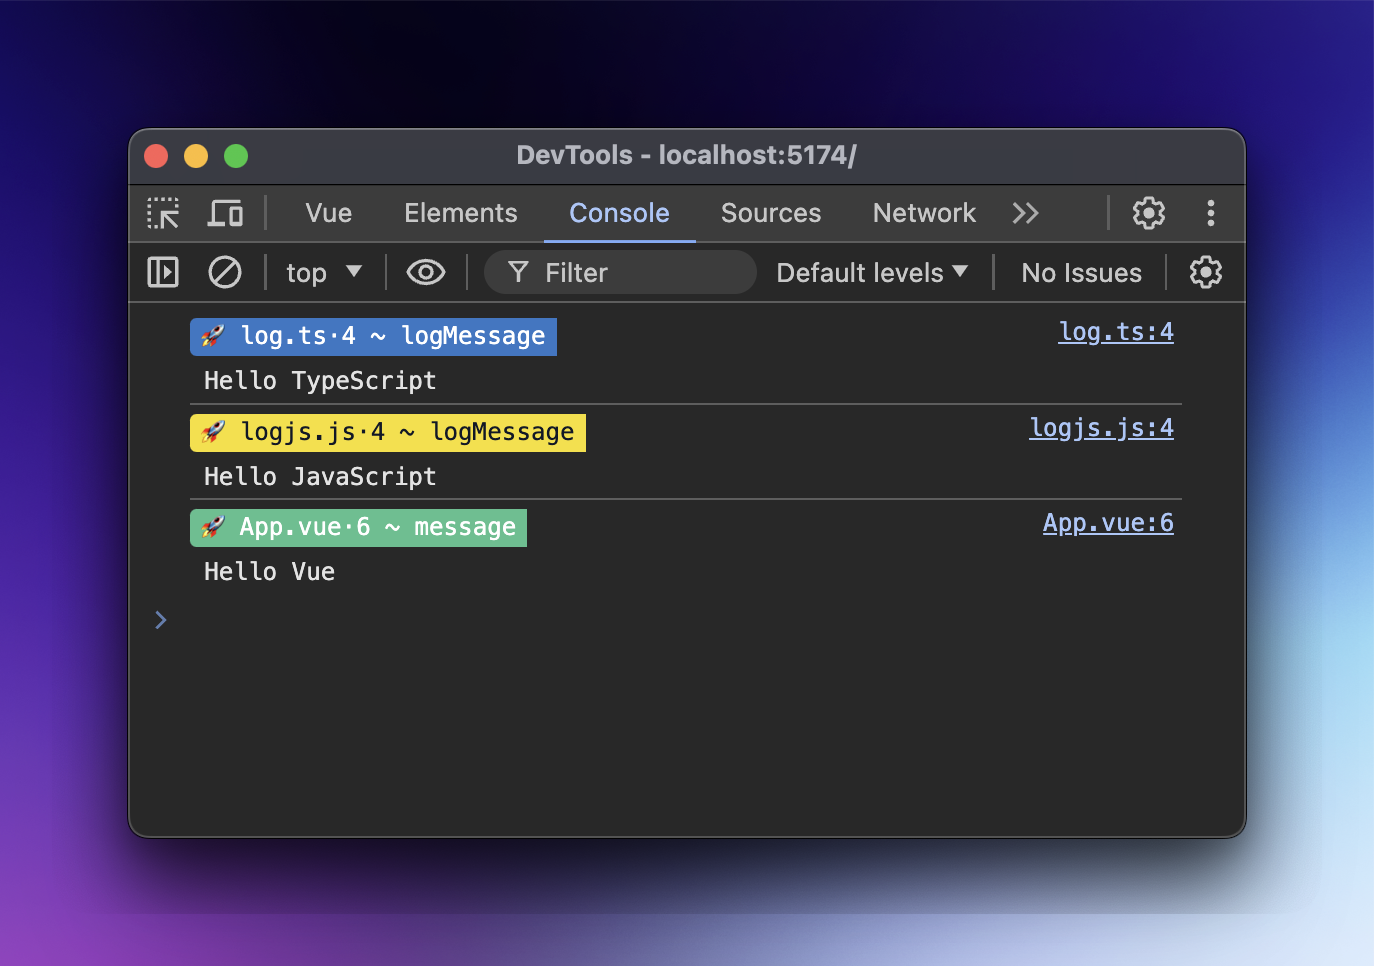 DevTools - localhost:5174/
Vue Elements Console Sources Network
top Filter Default levels No Issues
🚀 log.ts·4 ~ logMessage log.ts:4
Hello TypeScript
🚀 logjs.js·4 ~ logMessage logjs.js:4
Hello JavaScript
🚀 App.vue·6 ~ message App.vue:6
Hello Vue